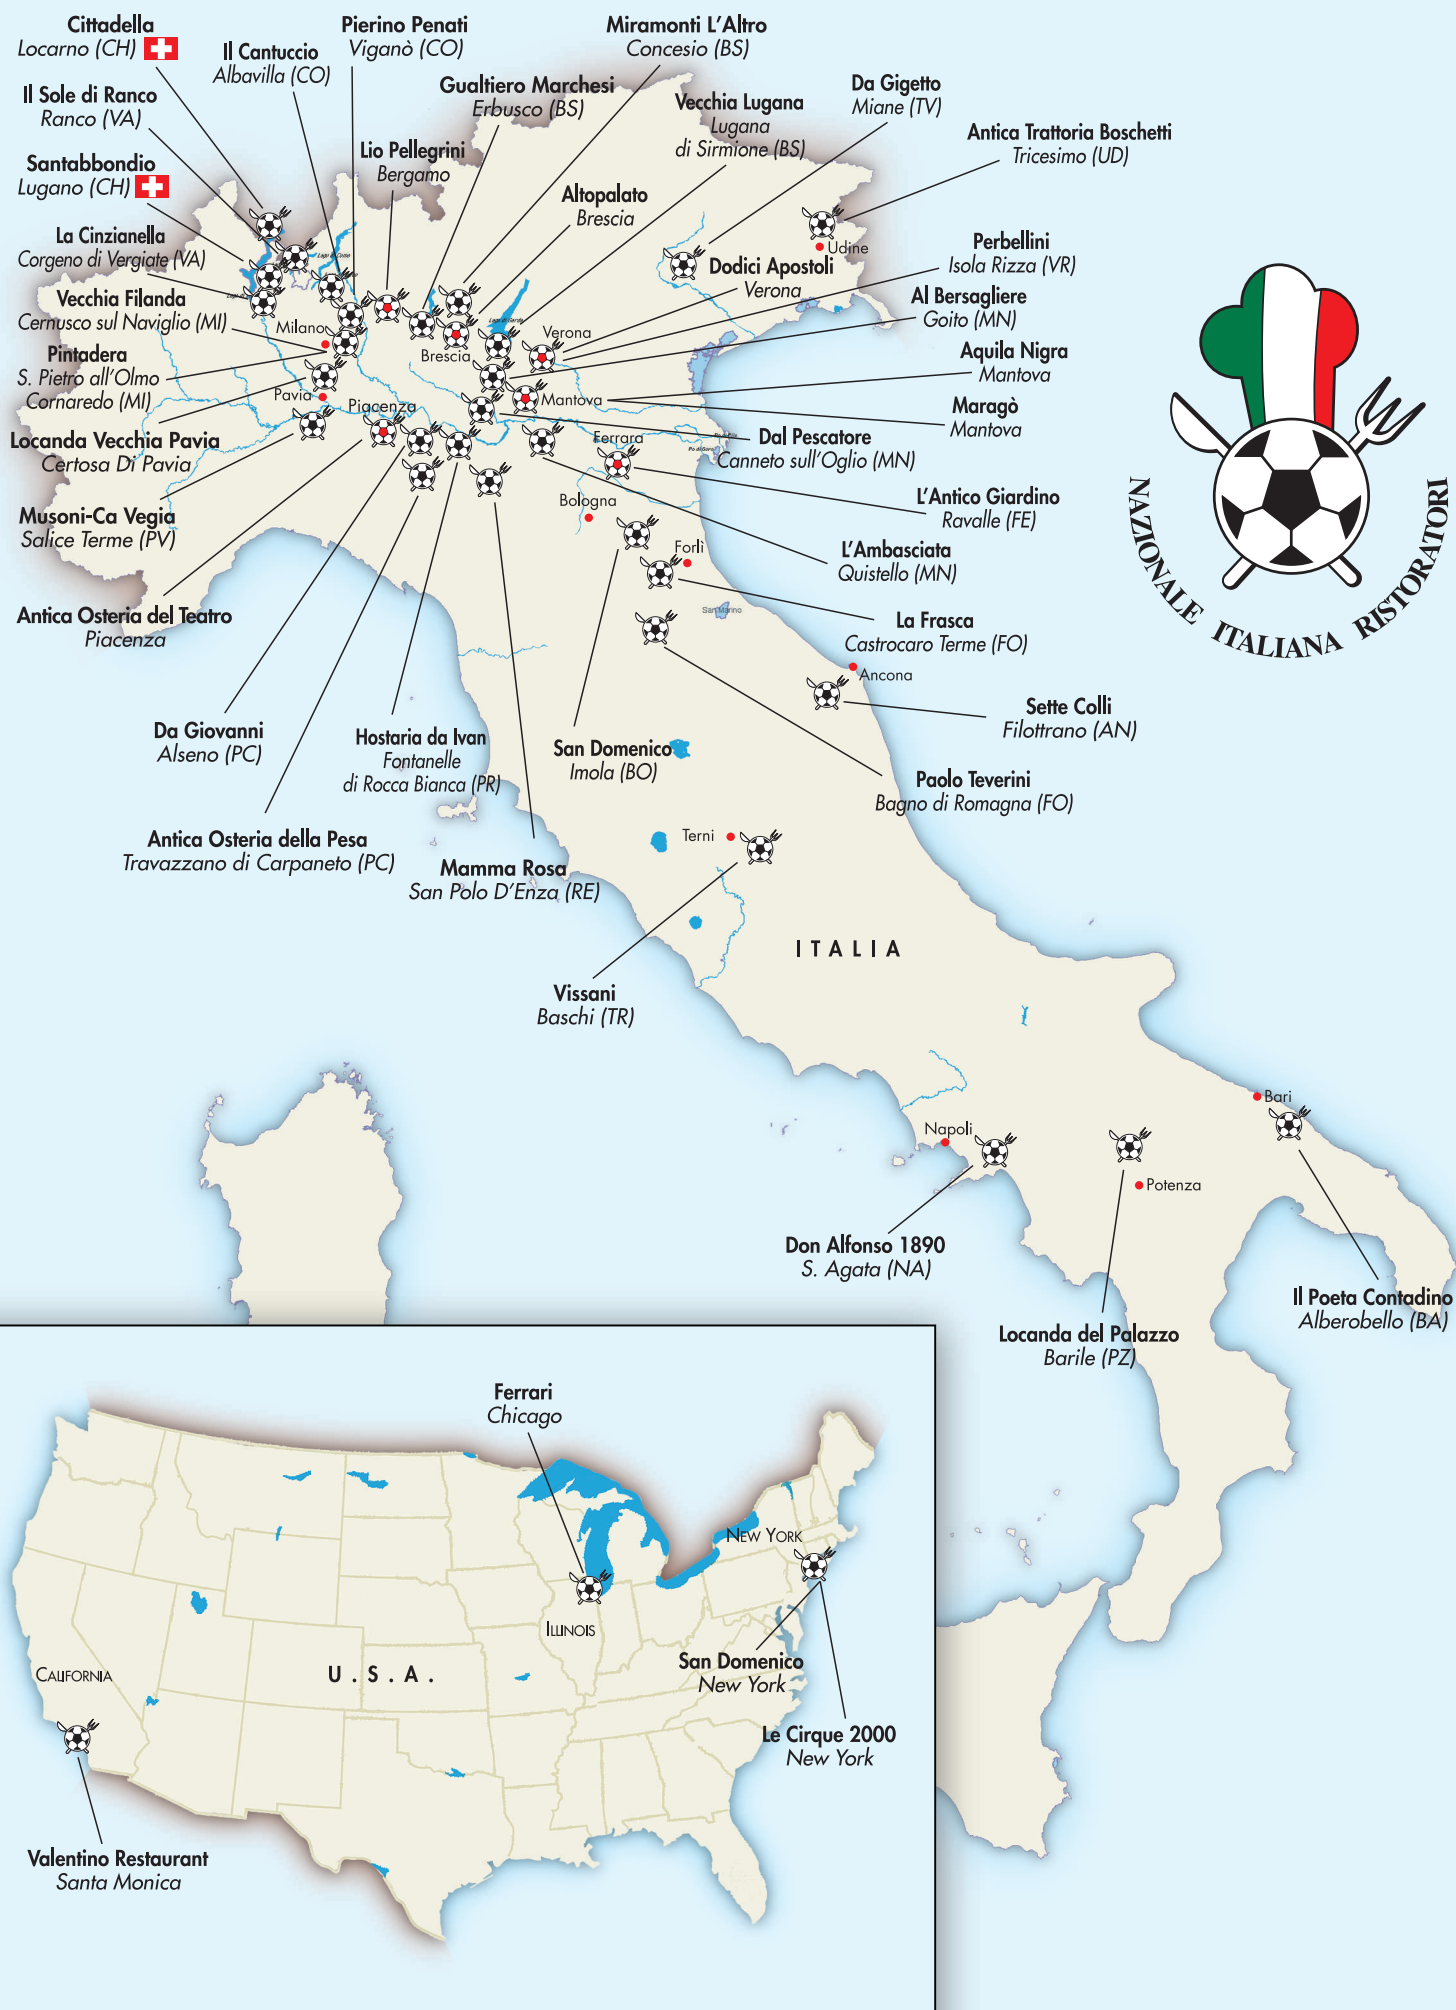 Cittadella
Locarno (CH)
Il Cantuccio
Albavilla (CO)
Pierino Penati
Viganò (CO)
Miramonti L'Altro
Concesio (BS)
Gualtiero Marchesi
Erbusco (BS)
Vecchia Lugana
Lugana
di Sirmione (BS)
Da Gigetto
Miane (TV)
Antica Trattoria Boschetti
Tricesimo (UD)
Il Sole di Ranco
Ranco (VA)
Lio Pellegrini
Bergamo
Santabbondio
Lugano (CH)
Altopalato
Brescia
La Cinzianella
Corgeno di Vergiate (VA)
Lago di Como
Udine
Perbellini
Isola Rizza (VR)
Dodici Apostoli
Verona
Al Bersagliere
Goito (MN)
Vecchia Filanda
Cernusco sul Naviglio (MI)
Milano
Lago di Garda
Verona
Brescia
Pintadera
S. Pietro all'Olmo
Cornaredo (MI)
Aquila Nigra
Mantova
Pavia
Piacenza
Mantova
Maragò
Mantova
Locanda Vecchia Pavia
Certosa Di Pavia
Ferrara
Dal Pescatore
Canneto sull'Oglio (MN)
Musoni-Ca Vegia
Salice Terme (PV)
Bologna
L'Antico Giardino
Ravalle (FE)
L'Ambasciata
Quistello (MN)
Forlì
San Marino
NAZIONALE ITALIANA RISTORATORI
Antica Osteria del Teatro
Piacenza
La Frasca
Castrocaro Terme (FO)
Ancona
Sette Colli
Filottrano (AN)
Da Giovanni
Alseno (PC)
Hostaria da Ivan
Fontanelle
di Rocca Bianca (PR)
San Domenico
Imola (BO)
Paolo Teverini
Bagno di Romagna (FO)
Antica Osteria della Pesa
Travazzano di Carpaneto (PC)
Mamma Rosa
San Polo D'Enza (RE)
Terni
ITALIA
Vissani
Baschi (TR)
Bari
Napoli
Potenza
Don Alfonso 1890
S. Agata (NA)
Il Poeta Contadino
Alberobello (BA)
Locanda del Palazzo
Barile (PZ)
Ferrari
Chicago
NEW YORK
ILLINOIS
CALIFORNIA
U.S.A.
San Domenico
New York
Le Cirque 2000
New York
Valentino Restaurant
Santa Monica